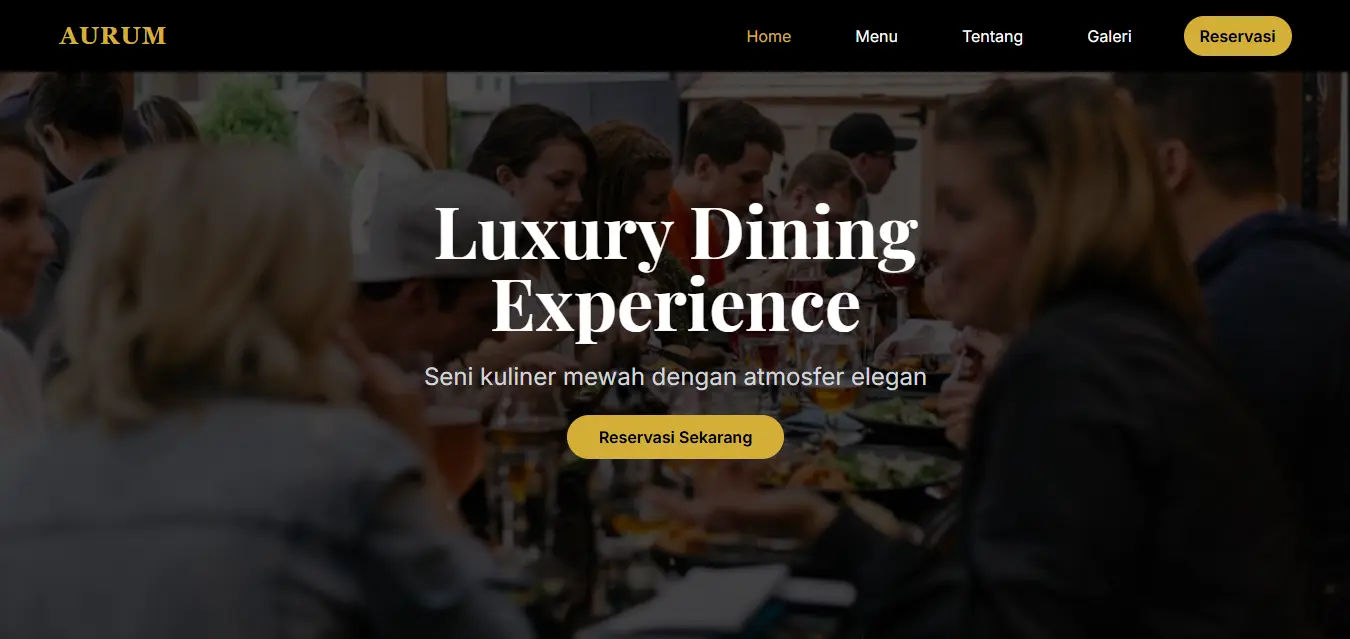 AURUM
Home
Menu
Tentang
Galeri
Reservasi
Luxury Dining
Experience
Seni kuliner mewah dengan atmosfer elegan
Reservasi Sekarang